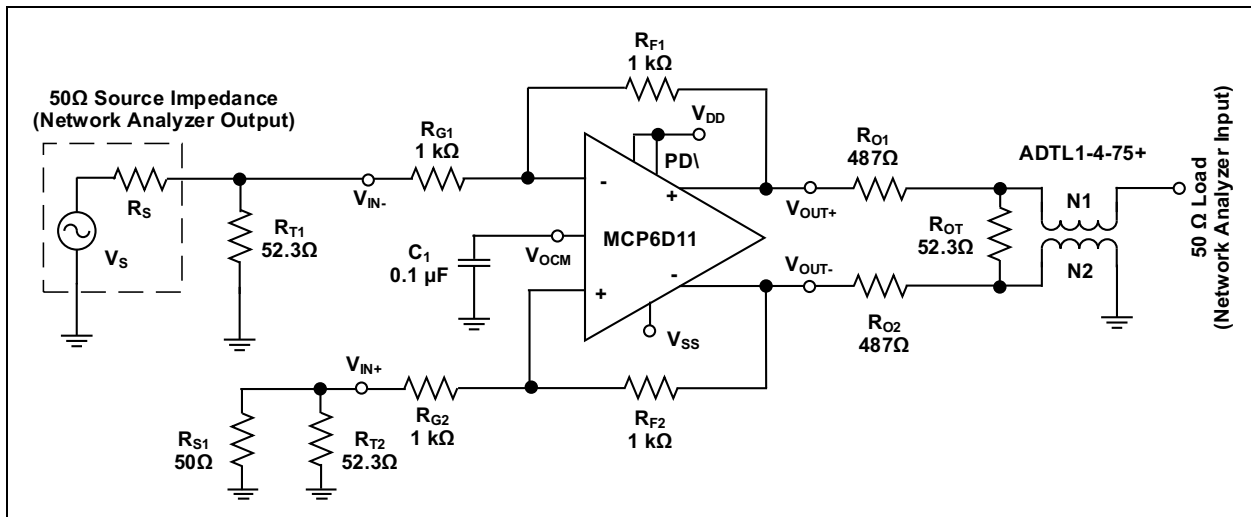 50Ω Source Impedance
(Network Analyzer Output)
RS
VS
RT1
52.3Ω
VIN-
RG1
1 kΩ
RF1
1 kΩ
VDD
PD\
-
+
MCP6D11
+
-
VOCM
C1
0.1 µF
VSS
VOUT+
RO1
487Ω
VOUT-
RO2
487Ω
ROT
52.3Ω
ADTL1-4-75+
N1
N2
50 Ω Load
(Network Analyzer Input)
VIN+
RS1
50Ω
RT2
52.3Ω
RG2
1 kΩ
RF2
1 kΩ